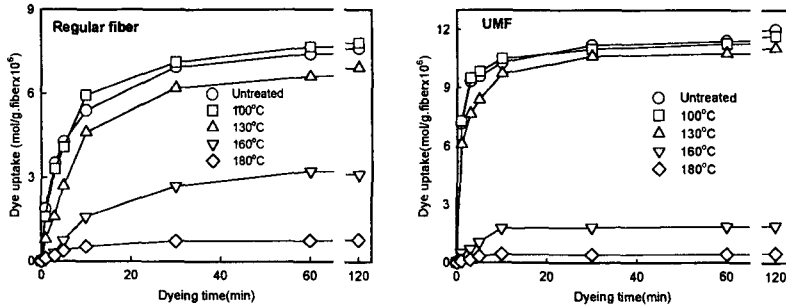 Regular fiber
Dye uptake (mol/g.fiberx10⁶)
9
6
3
0
Untreated
100°C
130°C
160°C
180°C
0
20
40
60
120
Dyeing time(min)
UMF
Dye uptake(mol/g.fiberx10⁶)
12
9
6
3
0
Untreated
100°C
130°C
160°C
180°C
0
20
40
60
120
Dyeing time(min)